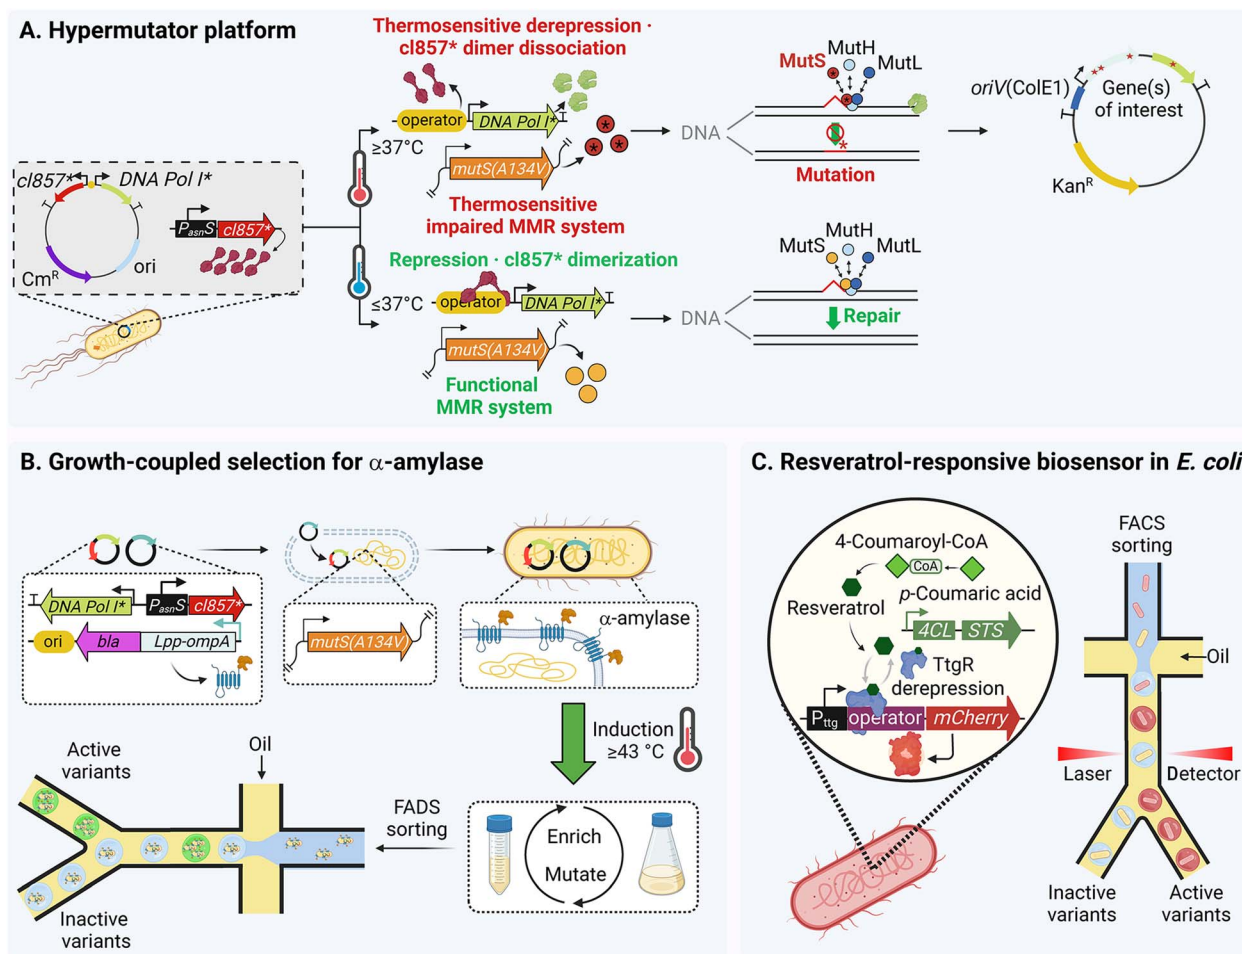 A. Hypermutator platform
Thermosensitive derepression ·
cI857* dimer dissociation
operator
DNA Pol I*
≥37°C
mutS(A134V)
Thermosensitive
impaired MMR system
DNA
MutS
MutH
MutL
Mutation
oriV(ColE1)
Gene(s)
of interest
KanR
cI857*
DNA Pol I*
PasnS
cI857*
CmR
ori
Repression · cI857* dimerization
≤37°C
operator
DNA Pol I*
mutS(A134V)
Functional
MMR system
DNA
MutS
MutH
MutL
Repair
B. Growth-coupled selection for α-amylase
DNA Pol I*
PasnS
cI857*
ori
bla
Lpp-ompA
mutS(A134V)
α-amylase
Induction
≥43 °C
Enrich
Mutate
FADS
sorting
Oil
Active
variants
Inactive
variants
C. Resveratrol-responsive biosensor in E. coli
4-Coumaroyl-CoA
CoA
p-Coumaric acid
Resveratrol
4CL
STS
TtgR
derepression
Pttg
operator
mCherry
FACS
sorting
Oil
Laser
Detector
Inactive
variants
Active
variants